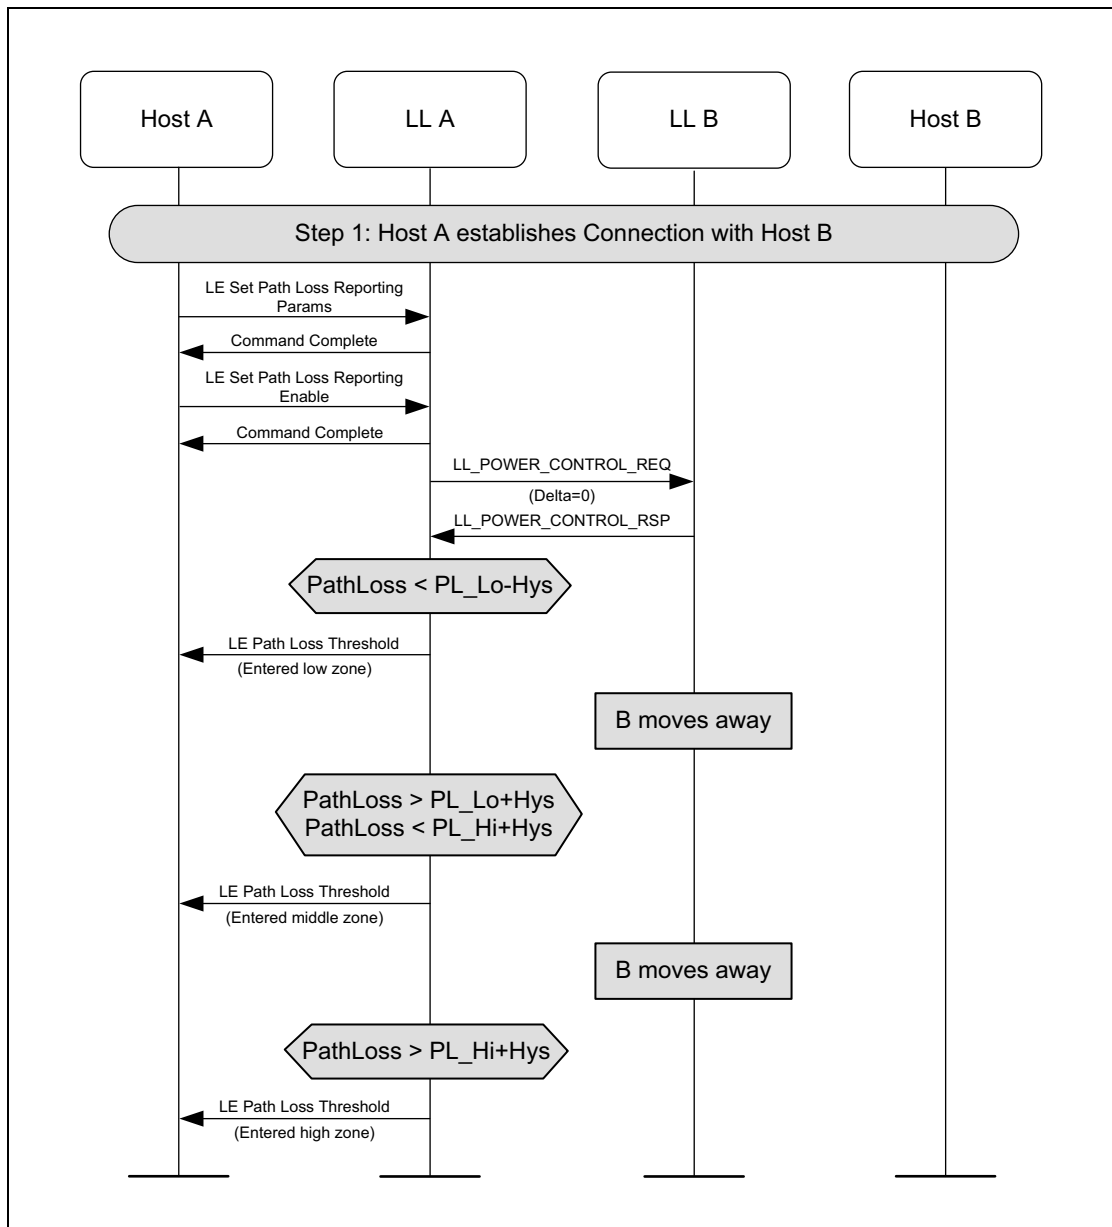 Host A
LL A
LL B
Host B
Step 1: Host A establishes Connection with Host B
LE Set Path Loss Reporting
Params
Command Complete
LE Set Path Loss Reporting
Enable
Command Complete
LL_POWER_CONTROL_REQ
(Delta=0)
LL_POWER_CONTROL_RSP
PathLoss < PL_Lo-Hys
LE Path Loss Threshold
(Entered low zone)
B moves away
PathLoss > PL_Lo+Hys
PathLoss < PL_Hi+Hys
LE Path Loss Threshold
(Entered middle zone)
B moves away
PathLoss > PL_Hi+Hys
LE Path Loss Threshold
(Entered high zone)